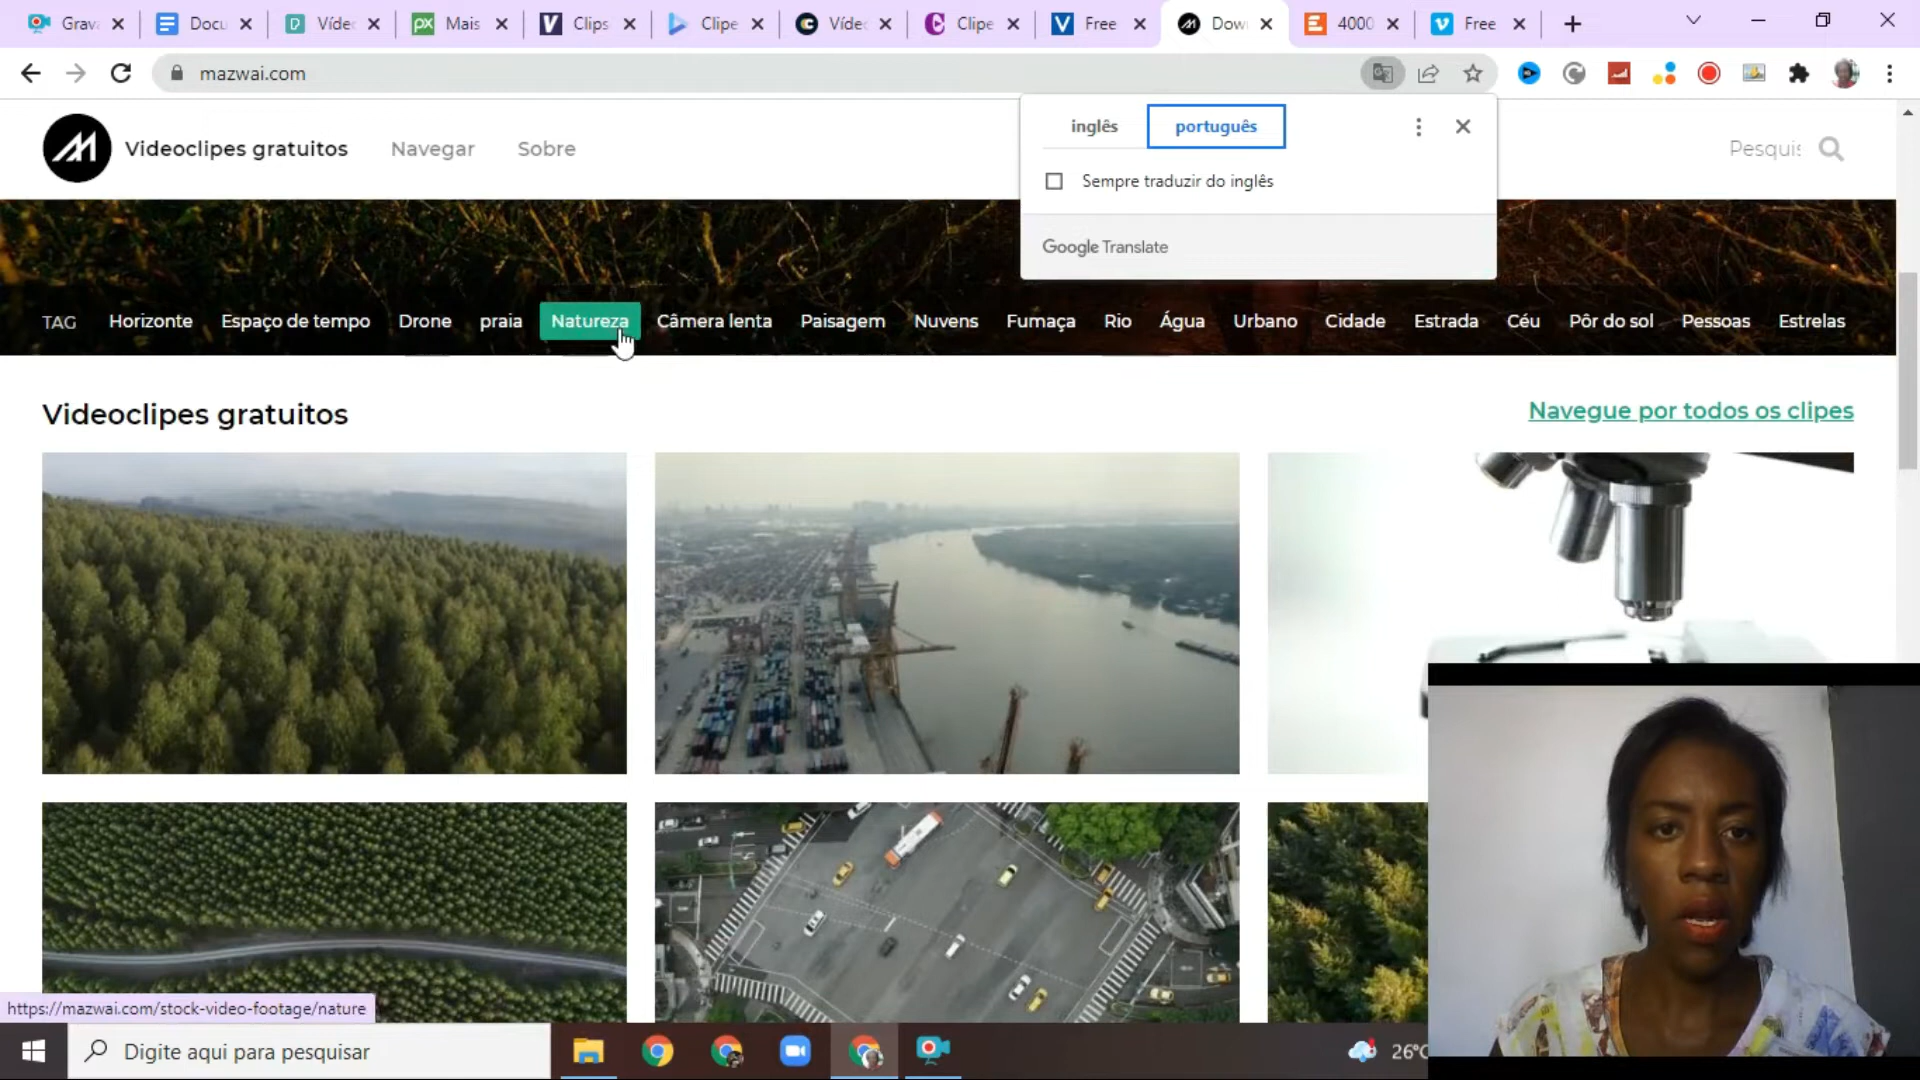 Grava
Docu
Víde
Mais
Clips
Clipe
Víde
Clipe
Free
Dow
4000
Free
mazwai.com
inglês
português
Sempre traduzir do inglês
Google Translate
Videoclipes gratuitos
Navegar
Sobre
Pesquis
TAG
Horizonte
Espaço de tempo
Drone
praia
Natureza
Câmera lenta
Paisagem
Nuvens
Fumaça
Rio
Água
Urbano
Cidade
Estrada
Céu
Pôr do sol
Pessoas
Estrelas
Videoclipes gratuitos
Navegue por todos os clipes
https://mazwai.com/stock-video-footage/nature
Digite aqui para pesquisar
26°C